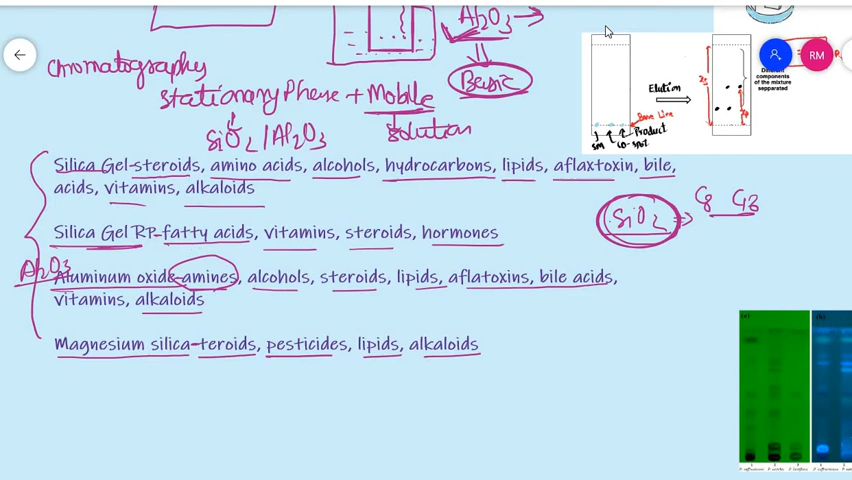 Al2O3
Basic
Chromatography
Stationary Phase + Mobile
SiO2/Al2O3
Solution
Silica Gel-steroids, amino acids, alcohols, hydrocarbons, lipids, aflaxtoxin, bile,
acids, vitamins, alkaloids
Silica Gel RP-fatty acids, vitamins, steroids, hormones
Al2O3
Aluminum oxide-amines, alcohols, steroids, lipids, aflatoxins, bile acids,
vitamins, alkaloids
Magnesium silica-teroids, pesticides, lipids, alkaloids
SiO2
C8 C18
Elution
Base Line
Product
SM
co-spot
components
of the mixture
sepparated
RM
(a)
(b)